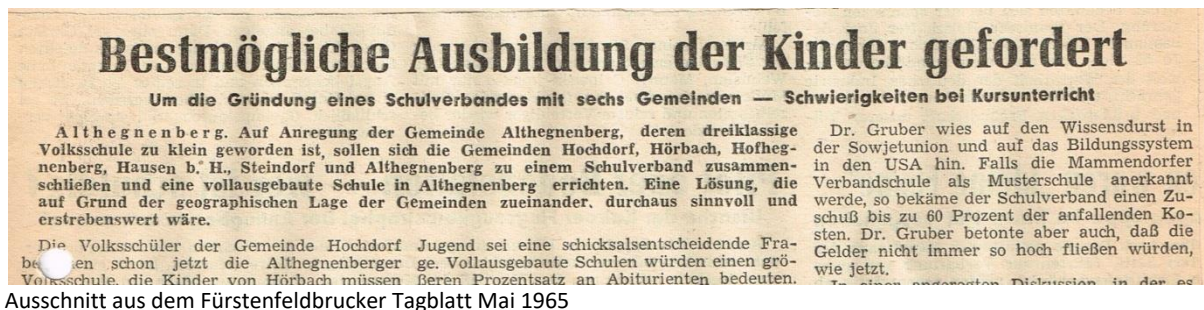 Bestmögliche Ausbildung der Kinder gefordert
Um die Gründung eines Schulverbandes mit sechs Gemeinden — Schwierigkeiten bei Kursunterricht
Althegnenberg. Auf Anregung der Gemeinde Althegnenberg, deren dreiklassige
Volksschule zu klein geworden ist, sollen sich die Gemeinden Hochdorf, Hörbach, Hofheg-
nenberg, Hausen b. H., Steindorf und Althegnenberg zu einem Schulverband zusammen-
schließen und eine vollausgebaute Schule in Althegnenberg errichten. Eine Lösung, die
auf Grund der geographischen Lage der Gemeinden zueinander. durchaus sinnvoll und
erstrebenswert wäre.
Die Volksschüler der Gemeinde Hochdorf
schon jetzt die Althegnenberger
Volksschule, die Kinder von Hörbach müssen
Jugend sei eine schicksalsentscheidende Fra-
ge. Vollausgebaute Schulen würden einen grö-
ßeren Prozentsatz an Abiturienten bedeuten.
Dr. Gruber wies auf den Wissensdurst in
der Sowjetunion und auf das Bildungssystem
in den USA hin. Falls die Mammendorfer
Verbandschule als Musterschule anerkannt
werde, so bekäme der Schulverband einen Zu-
schuß bis zu 60 Prozent der anfallenden Ko-
sten. Dr. Gruber betonte aber auch, daß die
Gelder nicht immer so hoch fließen würden,
wie jetzt.
In einer angeregten Diskussion, in der es
Ausschnitt aus dem Fürstenfeldbrucker Tagblatt Mai 1965